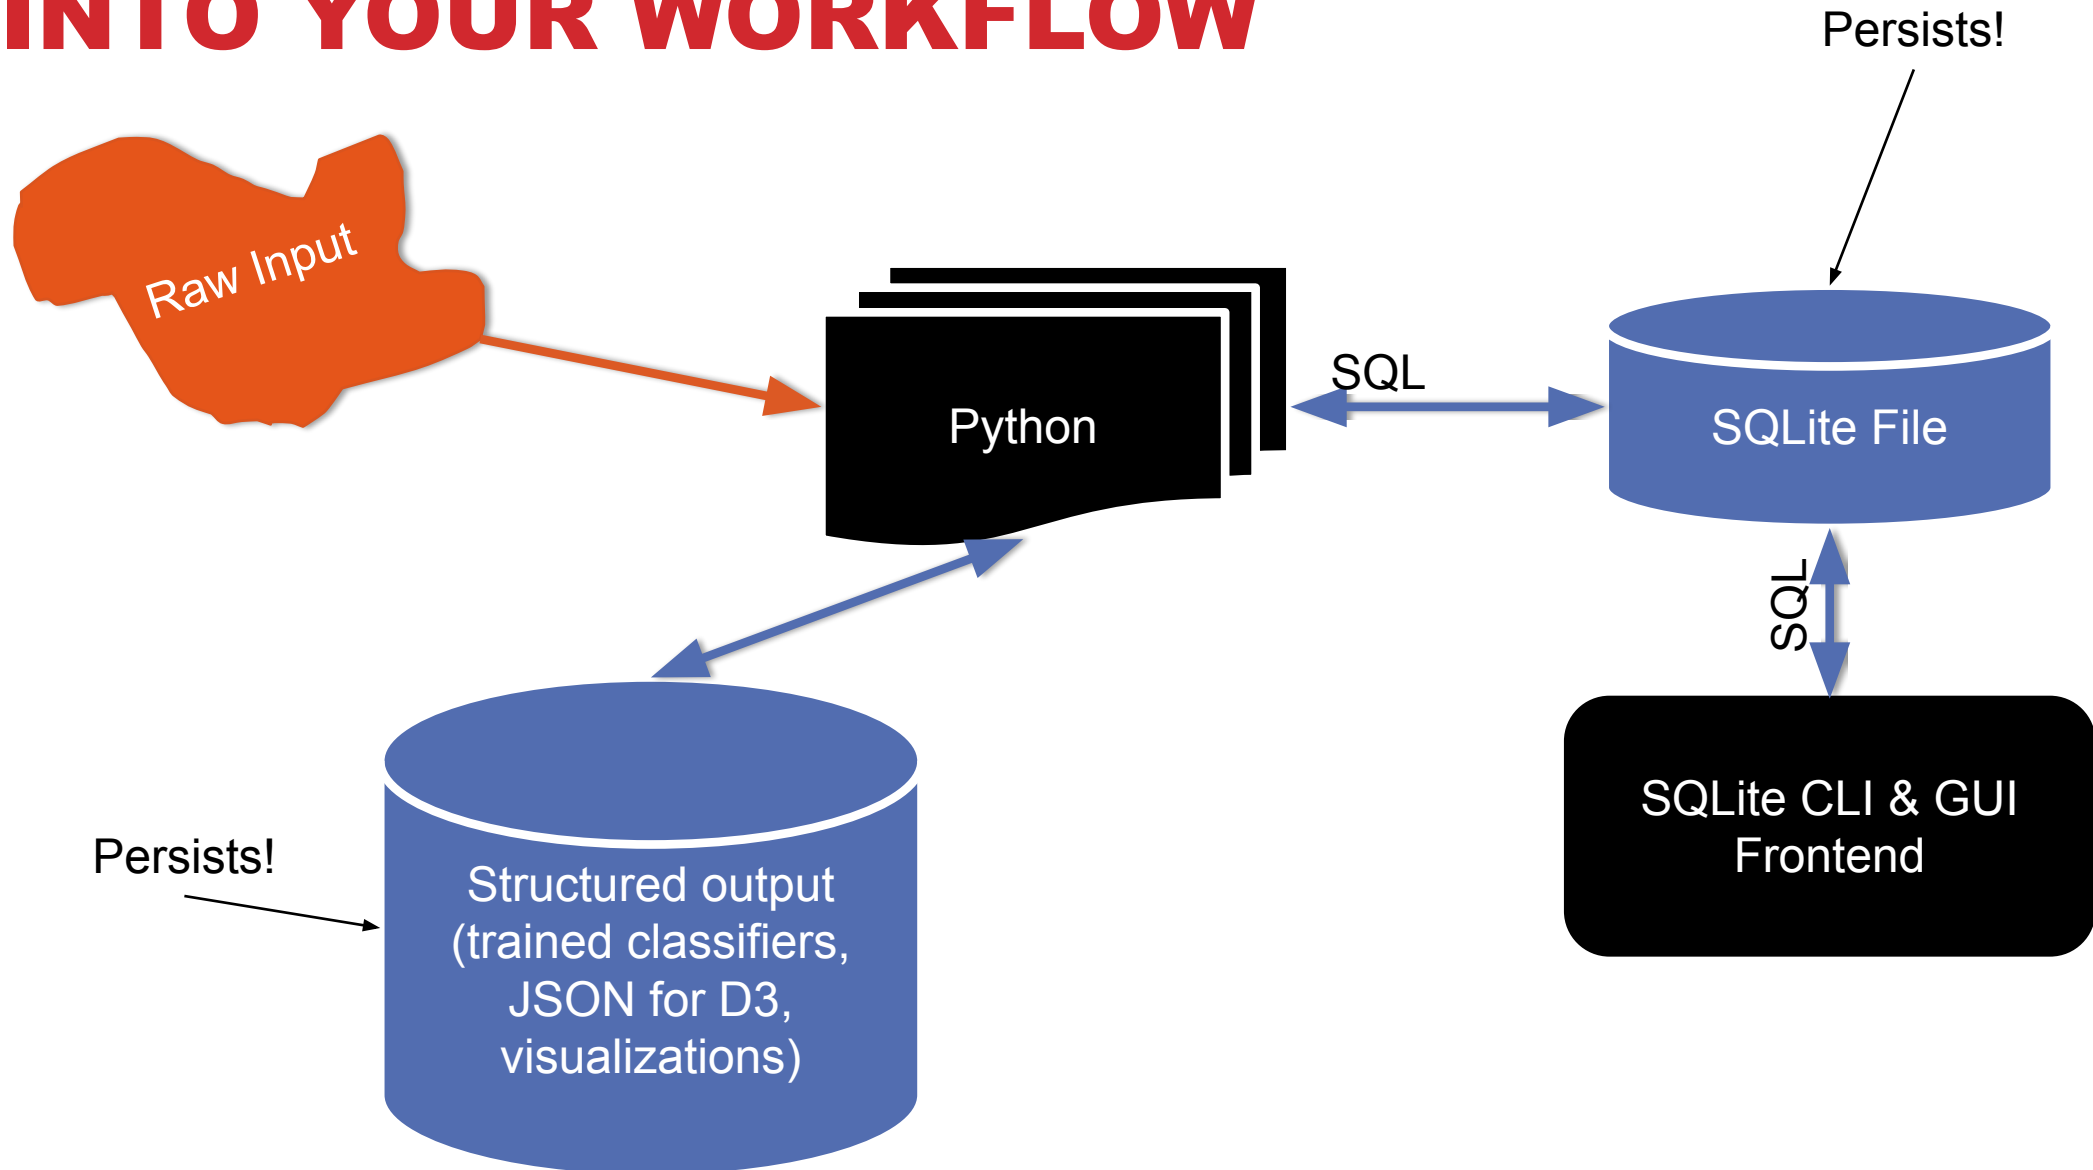 INTO YOUR WORKFLOW
Persists!
Raw Input
Python
SQL
SQLite File
SQL
SQLite CLI & GUI
Frontend
Persists!
Structured output
(trained classifiers,
JSON for D3,
visualizations)